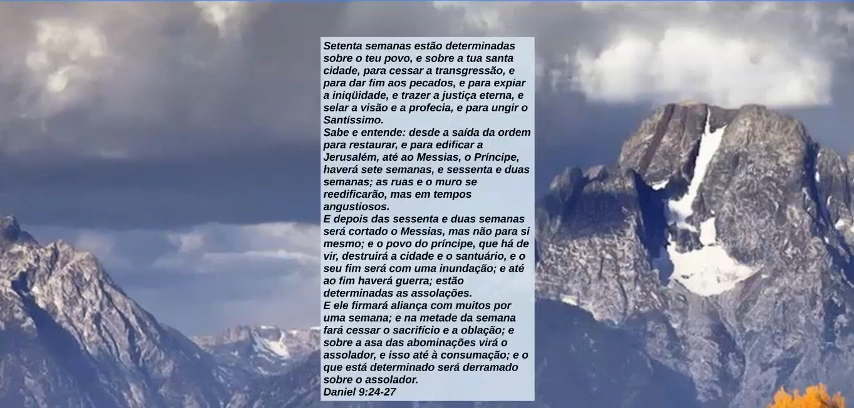 Setenta semanas estão determinadas
sobre o teu povo, e sobre a tua santa
cidade, para cessar a transgressão, e
para dar fim aos pecados, e para expiar
a iniqüidade, e trazer a justiça eterna, e
selar a visão e a profecia, e para ungir o
Santíssimo.
Sabe e entende: desde a saída da ordem
para restaurar, e para edificar a
Jerusalém, até ao Messias, o Príncipe,
haverá sete semanas, e sessenta e duas
semanas; as ruas e o muro se
reedificarão, mas em tempos
angustiosos.
E depois das sessenta e duas semanas
será cortado o Messias, mas não para si
mesmo; e o povo do príncipe, que há de
vir, destruirá a cidade e o santuário, e o
seu fim será com uma inundação; e até
ao fim haverá guerra; estão
determinadas as assolações.
E ele firmará aliança com muitos por
uma semana; e na metade da semana
fará cessar o sacrifício e a oblação; e
sobre a asa das abominações virá o
assolador, e isso até à consumação; e o
que está determinado será derramado
sobre o assolador.
Daniel 9:24-27